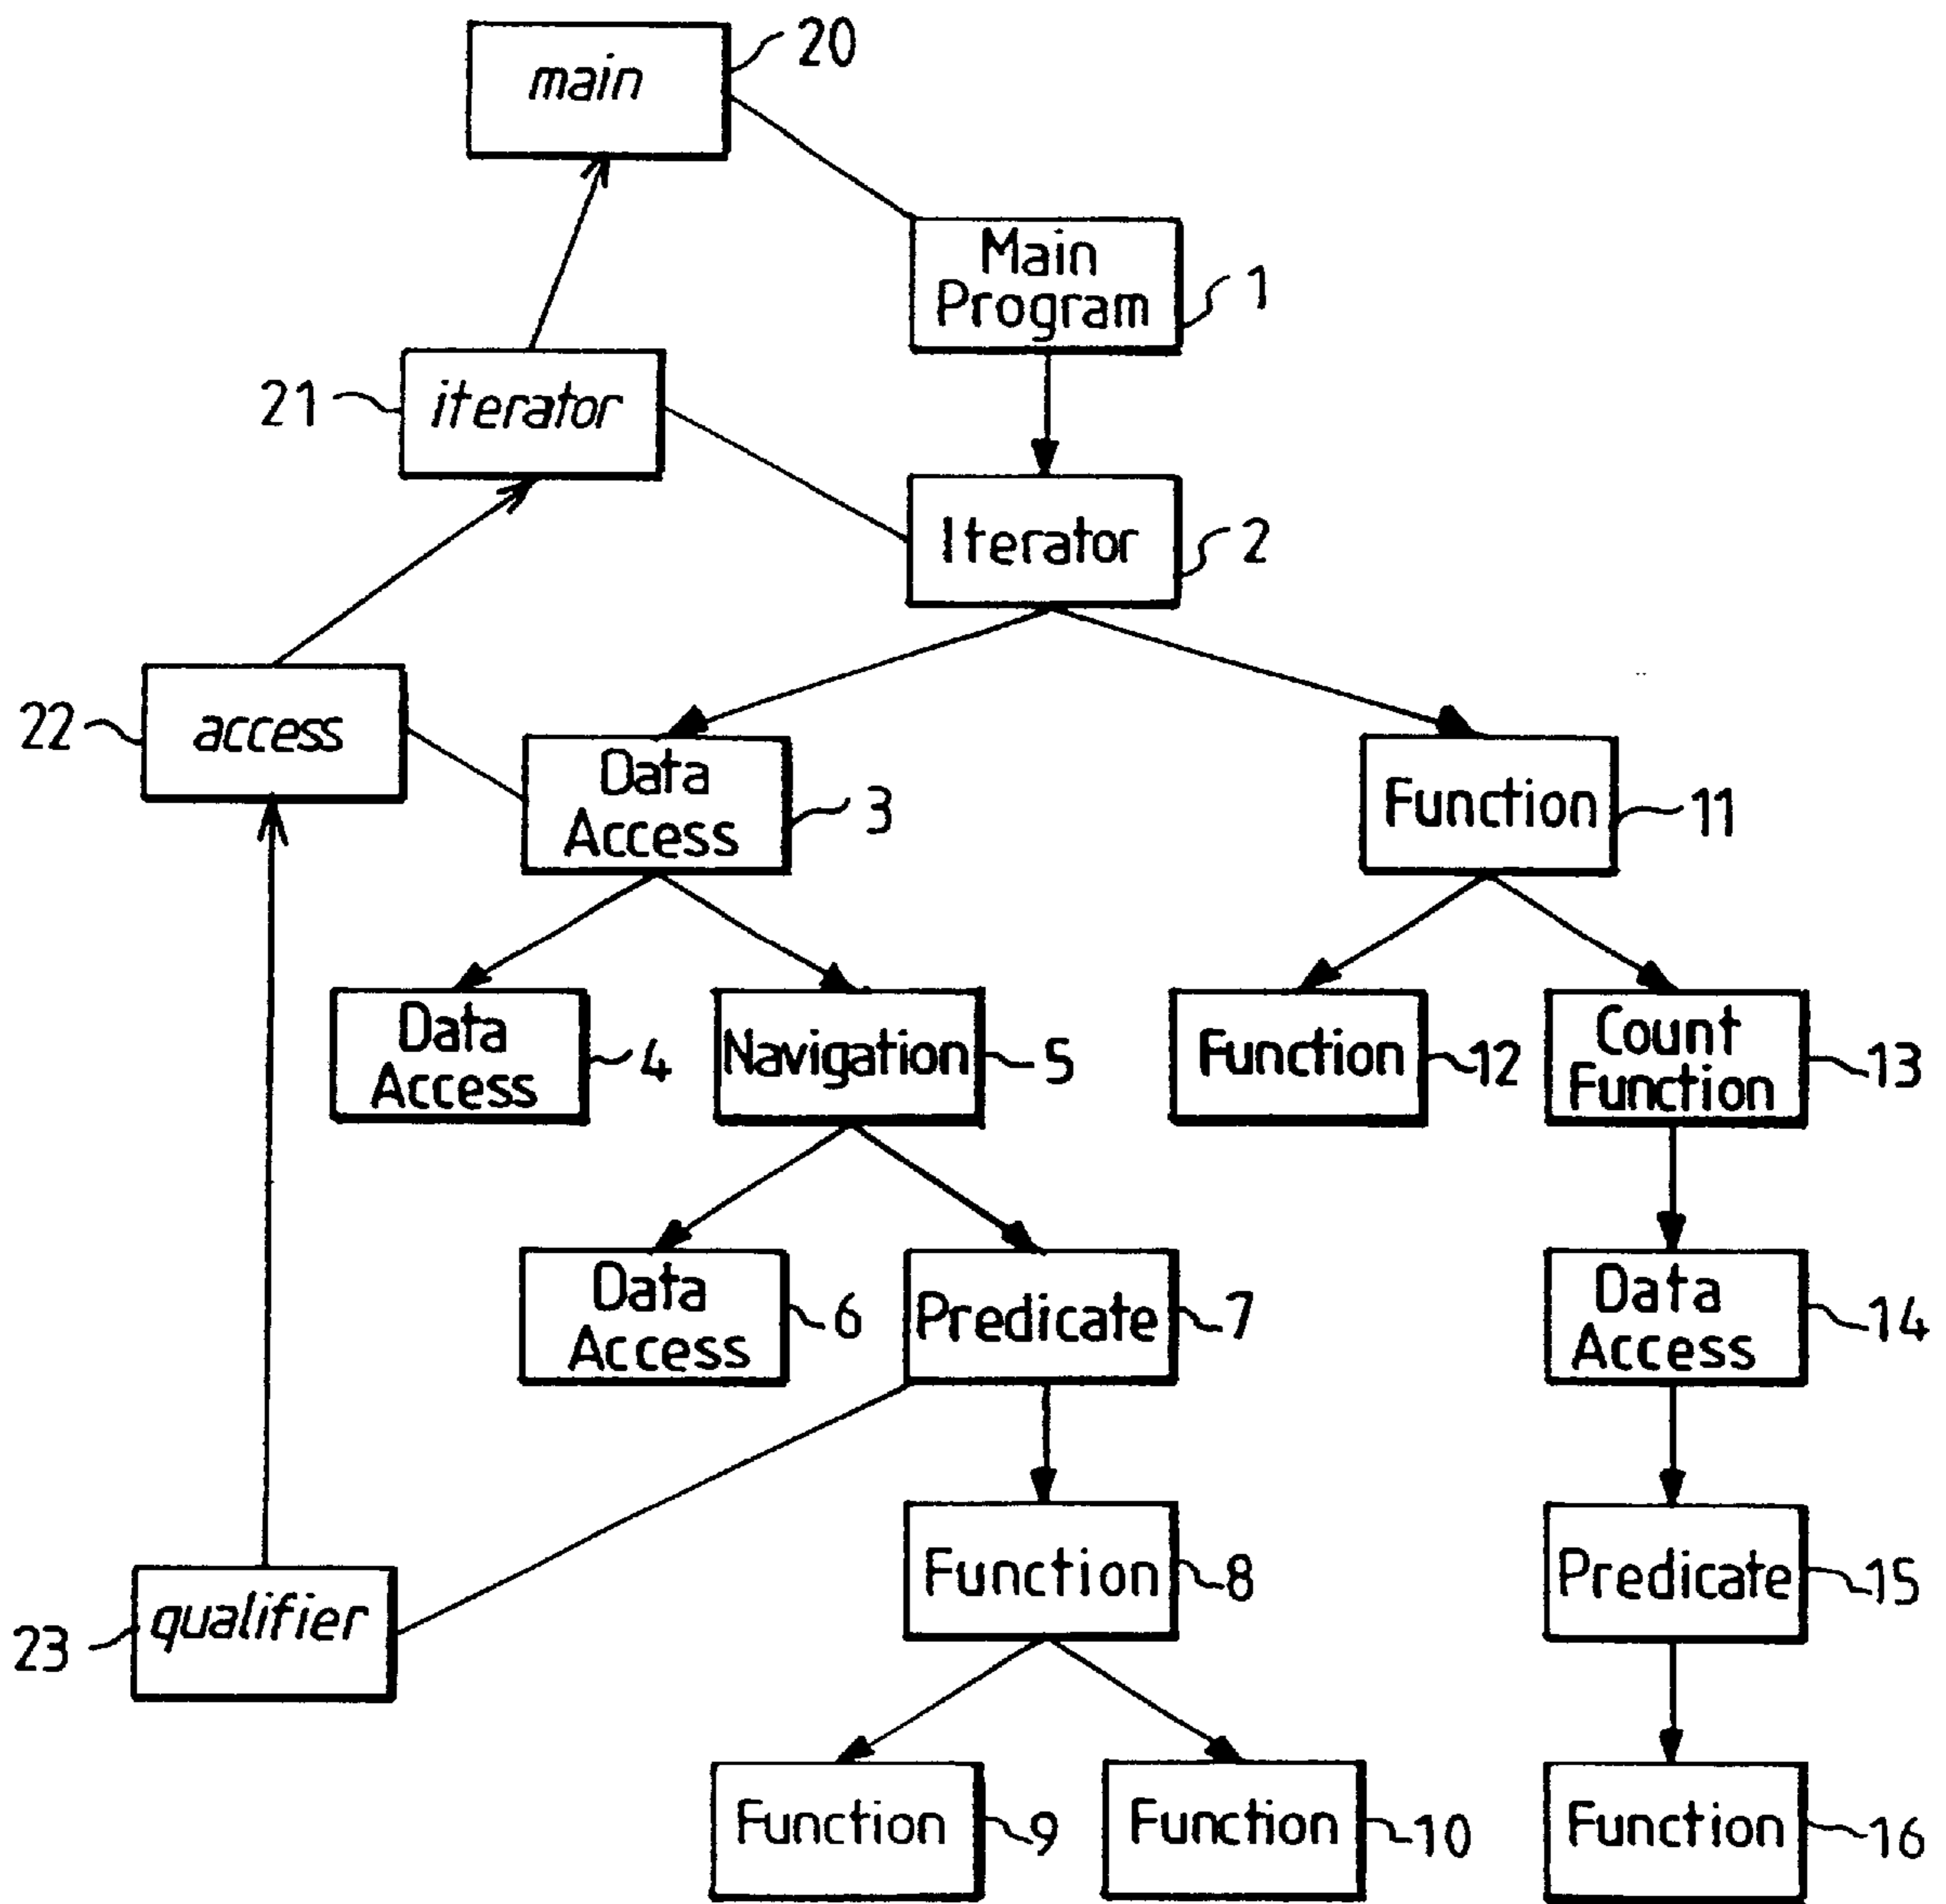 main
20
Main
Program
1
21
iterator
Iterator
2
22
access
Data
Access
3
Function
11
Data
Access
4
Navigation
5
Function
12
Count
Function
13
Data
Access
6
Predicate
7
Data
Access
14
Function
8
Predicate
15
23
qualifier
Function
9
Function
10
Function
16